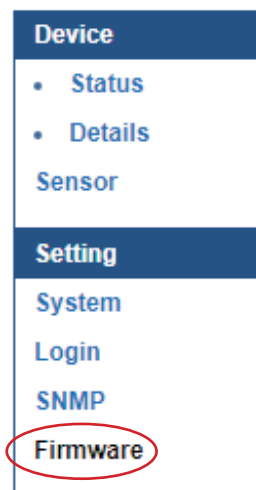 Device
• Status
• Details
Sensor
Setting
System
Login
SNMP
Firmware